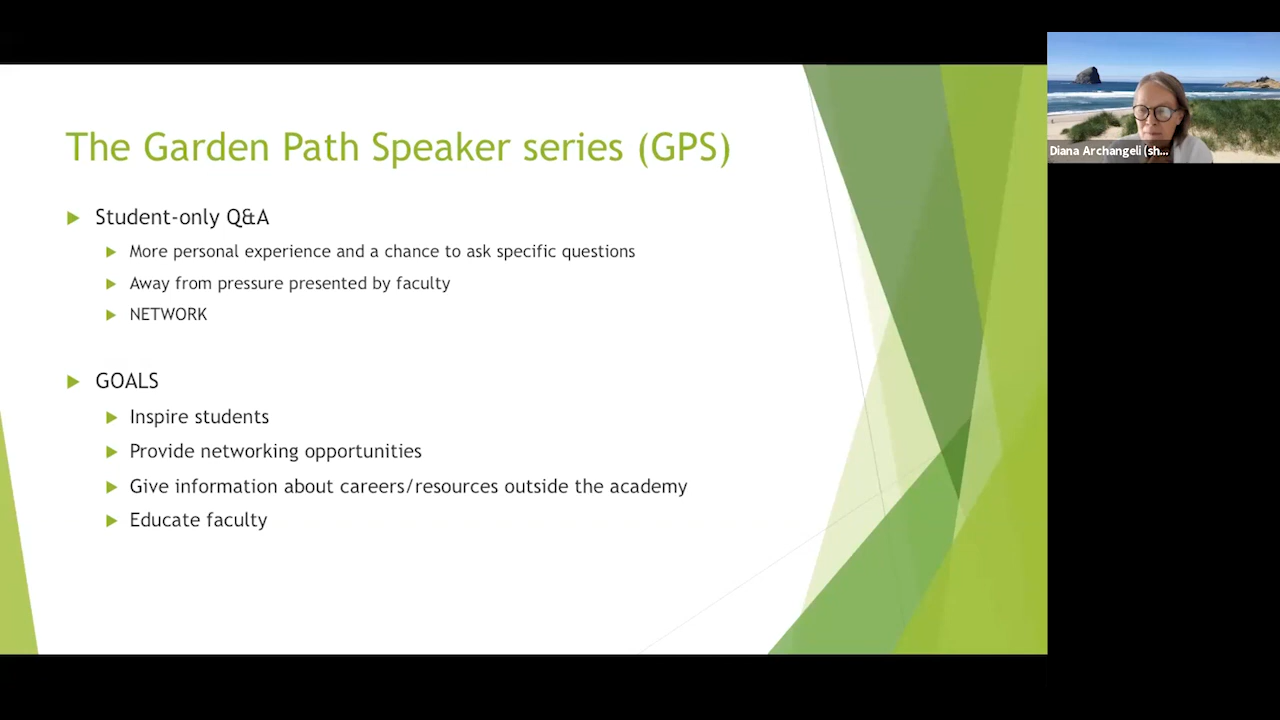 The Garden Path Speaker series (GPS)
Student-only Q&A
More personal experience and a chance to ask specific questions
Away from pressure presented by faculty
NETWORK
GOALS
Inspire students
Provide networking opportunities
Give information about careers/resources outside the academy
Educate faculty
Diana Archangeli (sh...